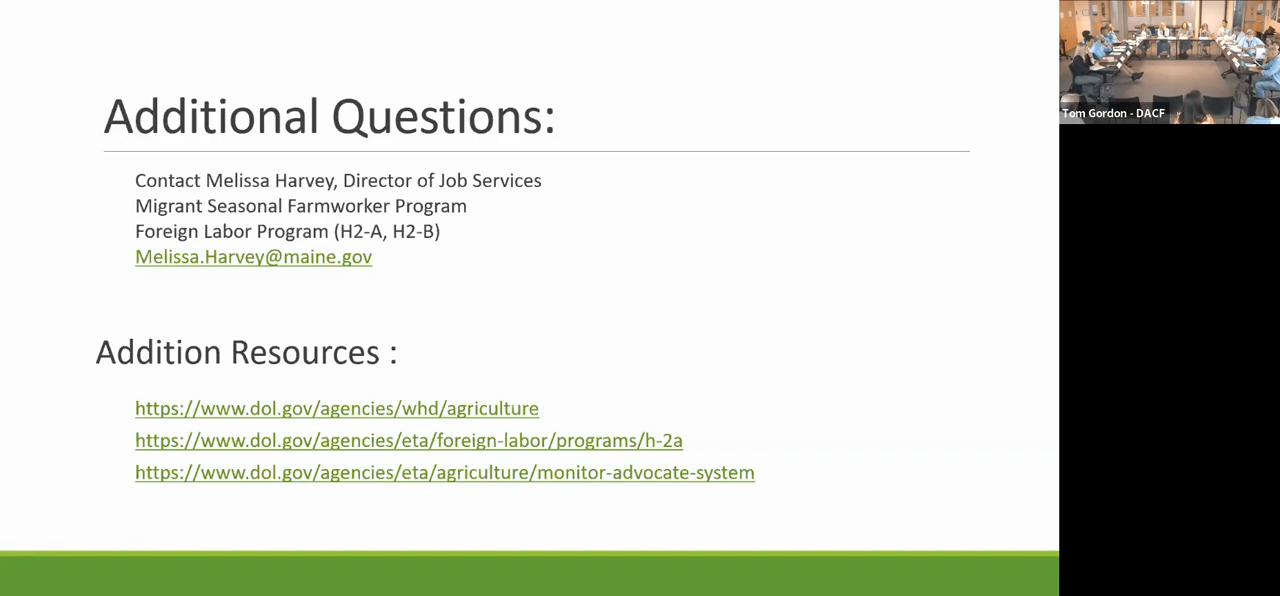 Additional Questions:
Contact Melissa Harvey, Director of Job Services
Migrant Seasonal Farmworker Program
Foreign Labor Program (H2-A, H2-B)
Melissa.Harvey@maine.gov
Addition Resources :
https://www.dol.gov/agencies/whd/agriculture
https://www.dol.gov/agencies/eta/foreign-labor/programs/h-2a
https://www.dol.gov/agencies/eta/agriculture/monitor-advocate-system
Tom Gordon - DACF